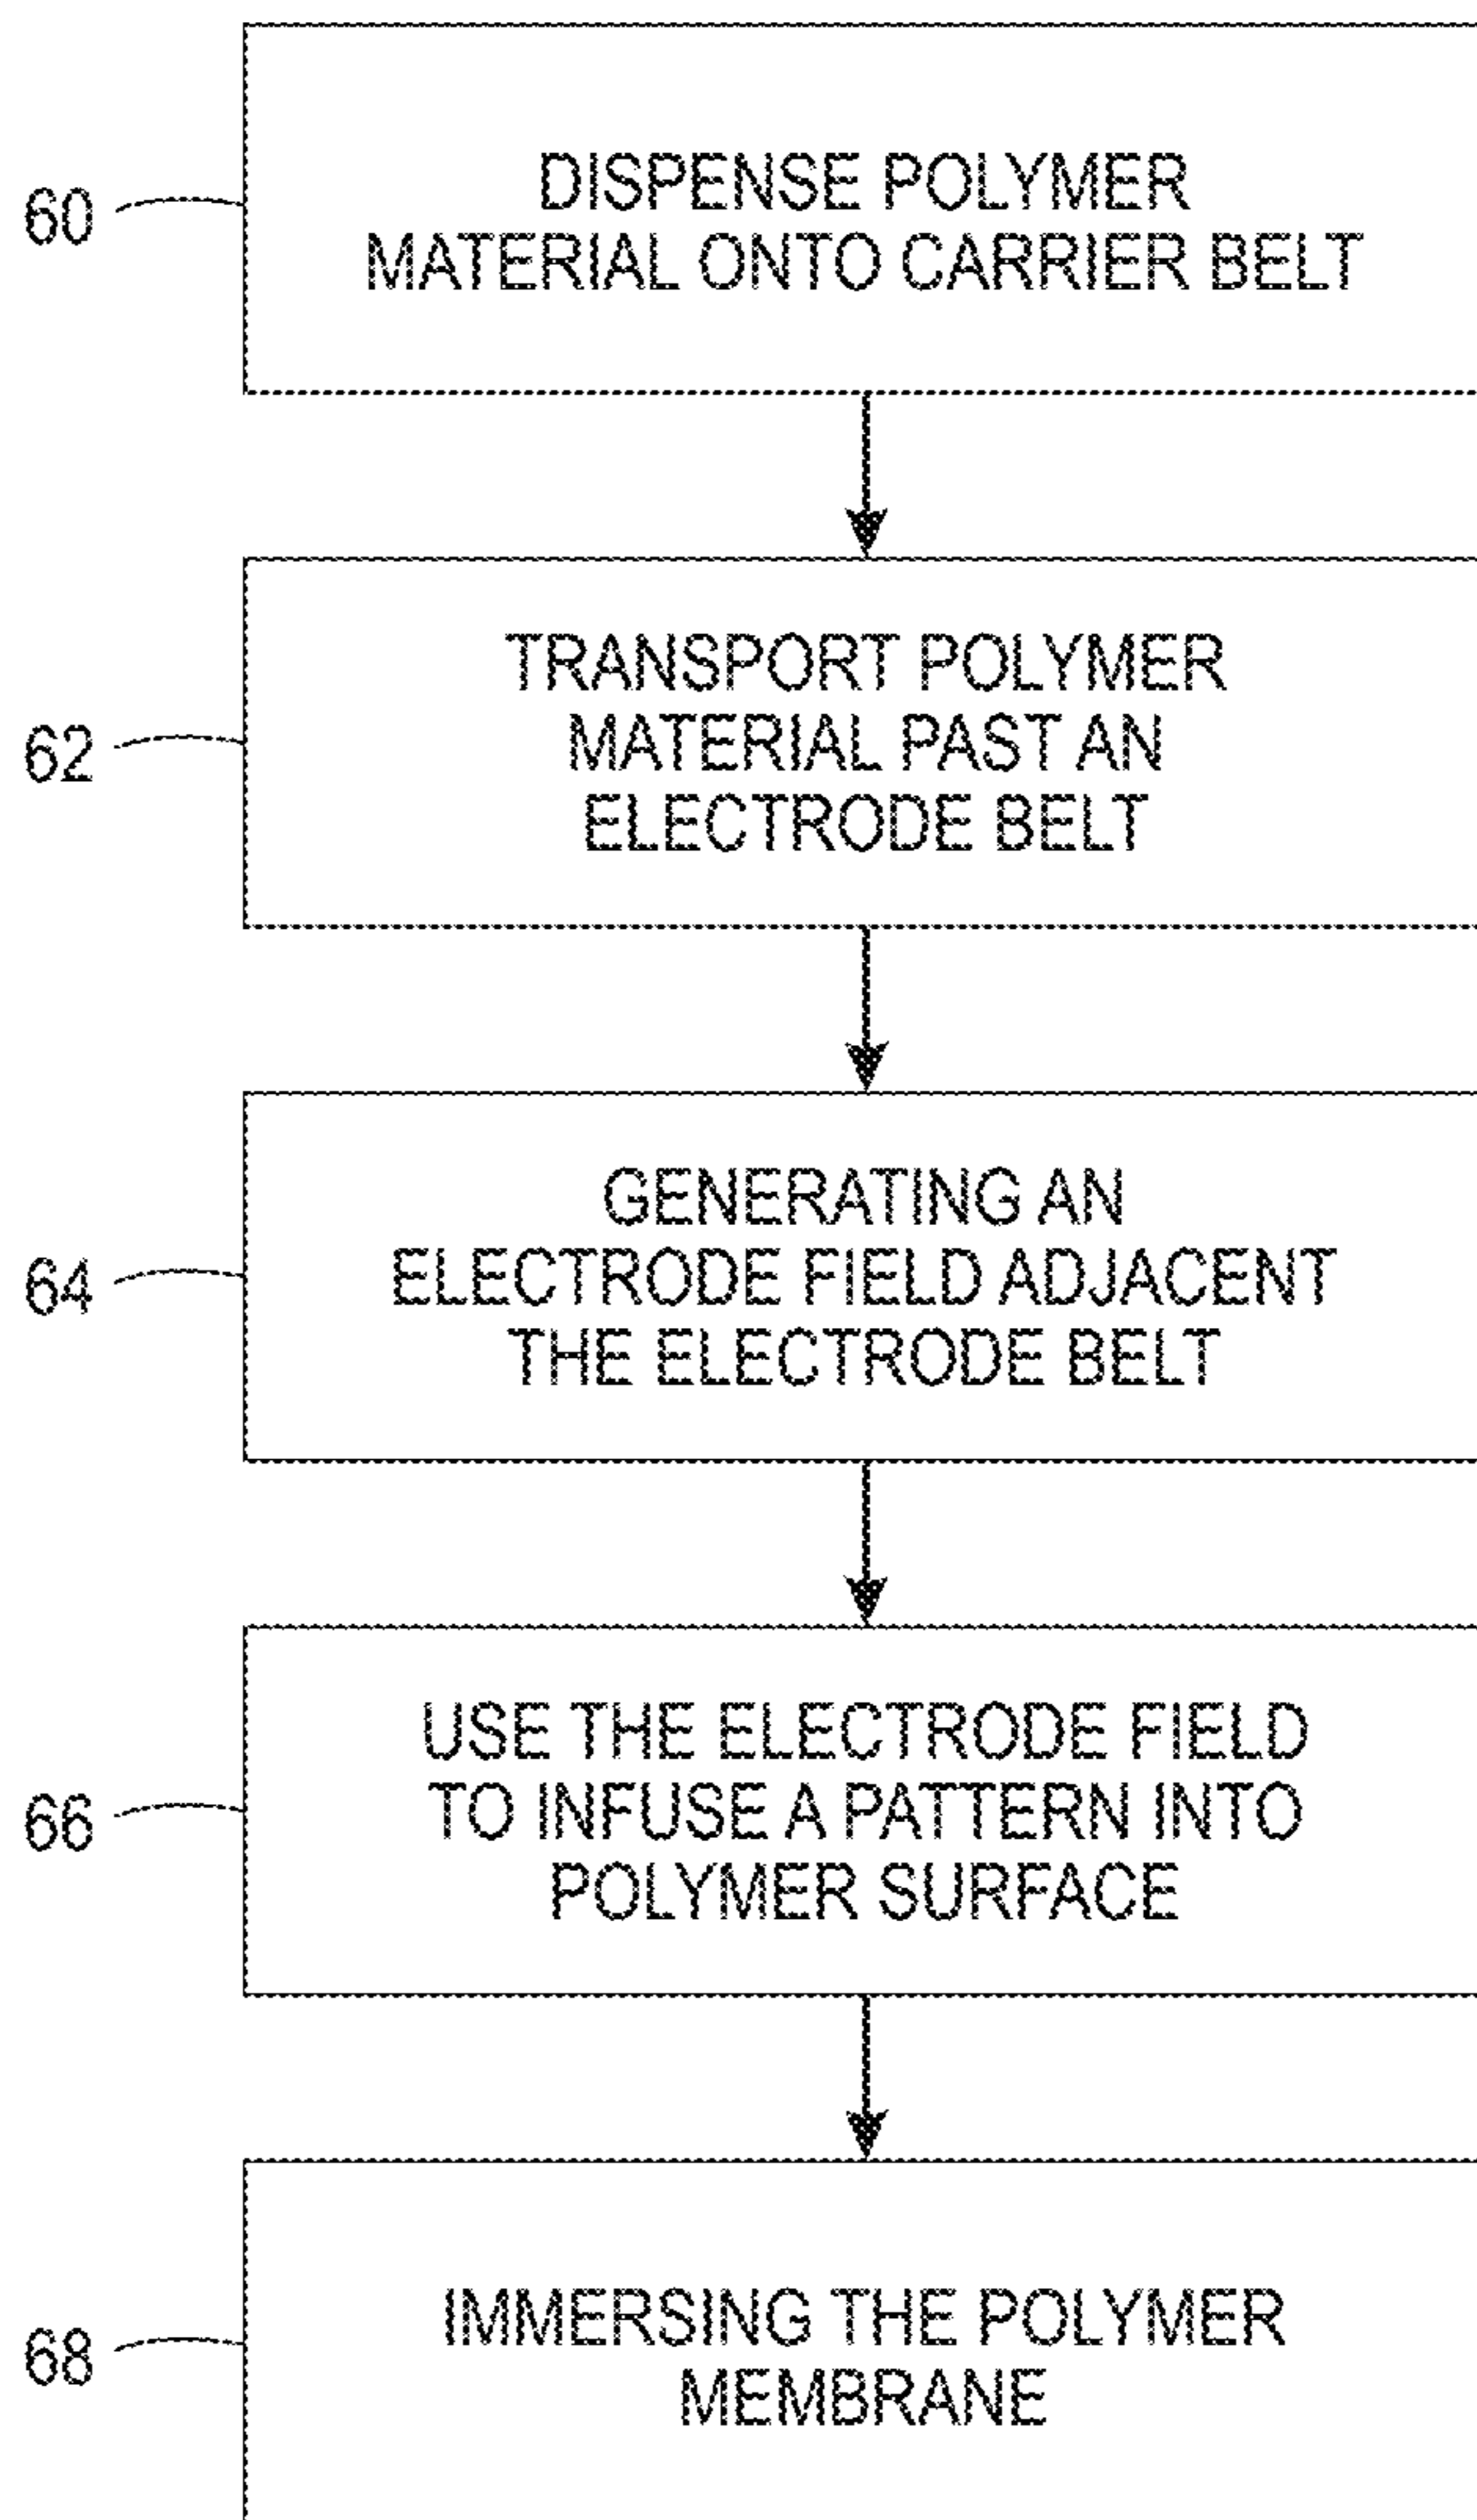 60
DISPENSE POLYMER
MATERIAL ONTO CARRIER BELT
62
TRANSPORT POLYMER
MATERIAL PAST AN
ELECTRODE BELT
64
GENERATING AN
ELECTRODE FIELD ADJACENT
THE ELECTRODE BELT
66
USE THE ELECTRODE FIELD
TO INFUSE A PATTERN INTO
POLYMER SURFACE
68
IMMERSING THE POLYMER
MEMBRANE